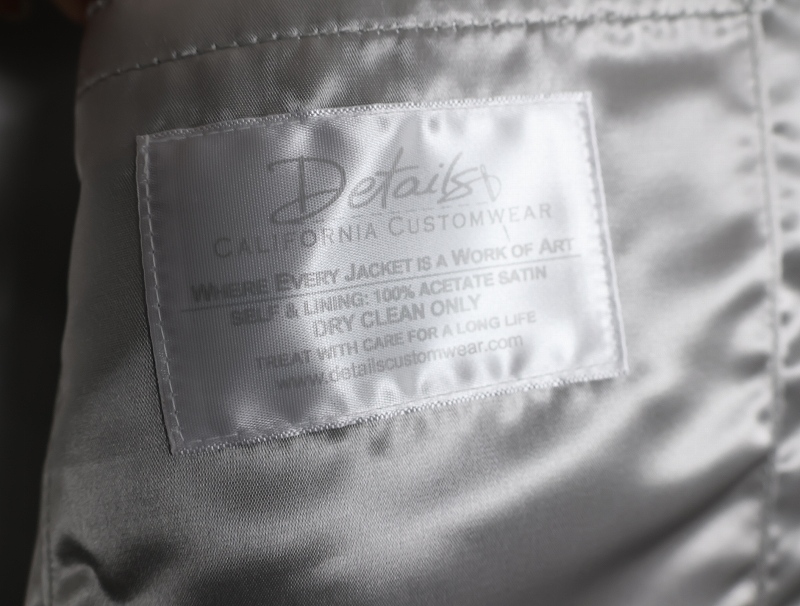 Details
CALIFORNIA CUSTOMWEAR
WHERE EVERY JACKET IS A WORK OF ART
SELF & LINING: 100% ACETATE SATIN
DRY CLEAN ONLY
TREAT WITH CARE FOR A LONG LIFE
www.detailscustomwear.com